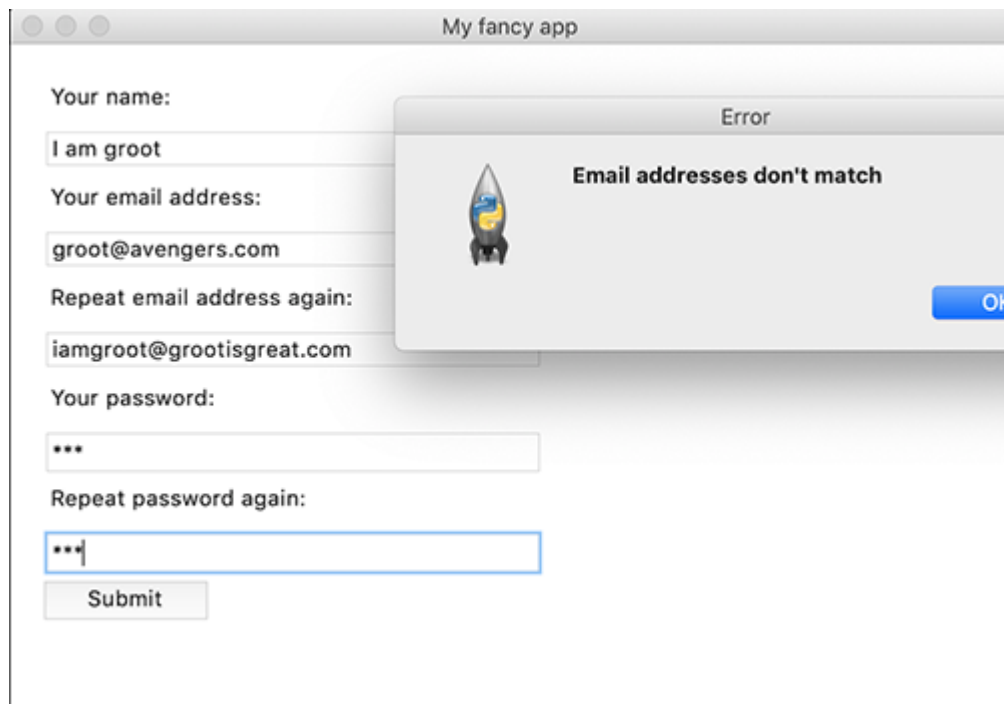 My fancy app
Your name:
I am groot
Your email address:
groot@avengers.com
Repeat email address again:
iamgroot@grootisgreat.com
Your password:
***
Repeat password again:
***
Submit
Error
Email addresses don't match
OK